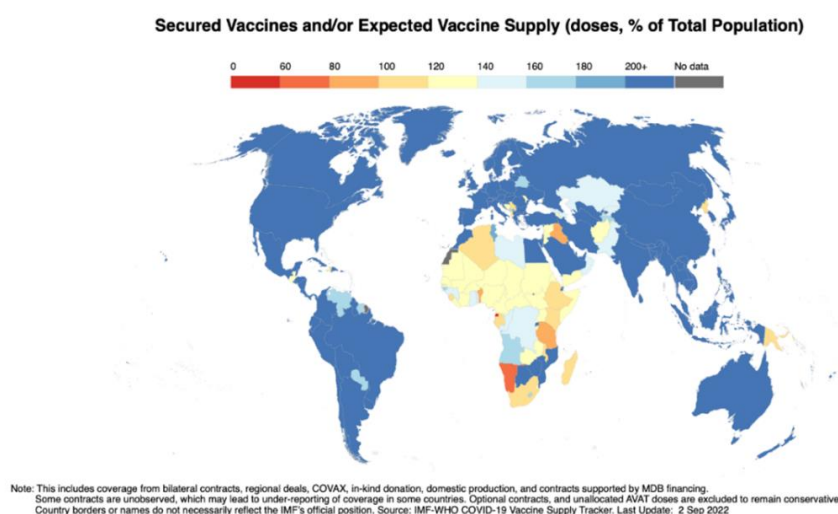 Secured Vaccines and/or Expected Vaccine Supply (doses, % of Total Population)
0 60 80 100 120 140 160 180 200+ No data
Note: This includes coverage from bilateral contracts, regional deals, COVAX, in-kind donation, domestic production, and contracts supported by MDB financing.
Some contracts are unobserved, which may lead to under-reporting of coverage in some countries. Optional contracts, and unallocated AVAT doses are excluded to remain conservative
Country borders or names do not necessarily reflect the IMF's official position. Source: IMF-WHO COVID-19 Vaccine Supply Tracker. Last Update: 2 Sep 2022